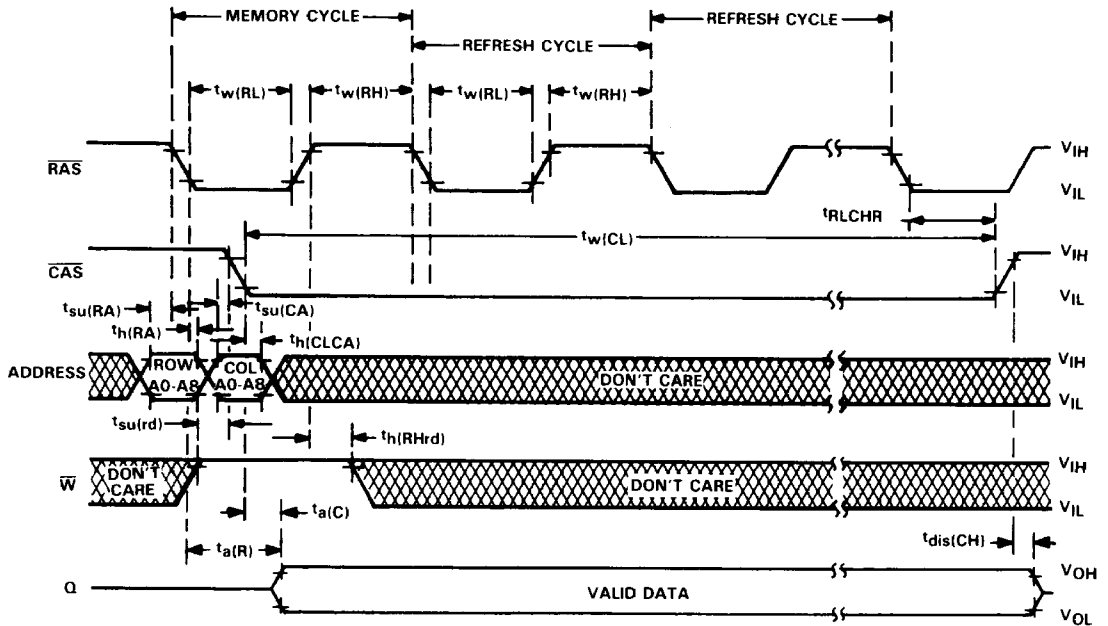 MEMORY CYCLE
REFRESH CYCLE
REFRESH CYCLE
tw(RL)
tw(RH)
tw(RL)
tw(RH)
RAS
VIH
VIL
tRLCHR
tw(CL)
CAS
VIH
VIL
tsu(RA)
tsu(CA)
th(RA)
th(CLCA)
ADDRESS
ROW
A0-A8
COL
A0-A8
DON'T CARE
VIH
VIL
tsu(rd)
th(RHrd)
W
DON'T
CARE
DON'T CARE
VIH
VIL
ta(C)
ta(R)
tdis(CH)
Q
VALID DATA
VOH
VOL